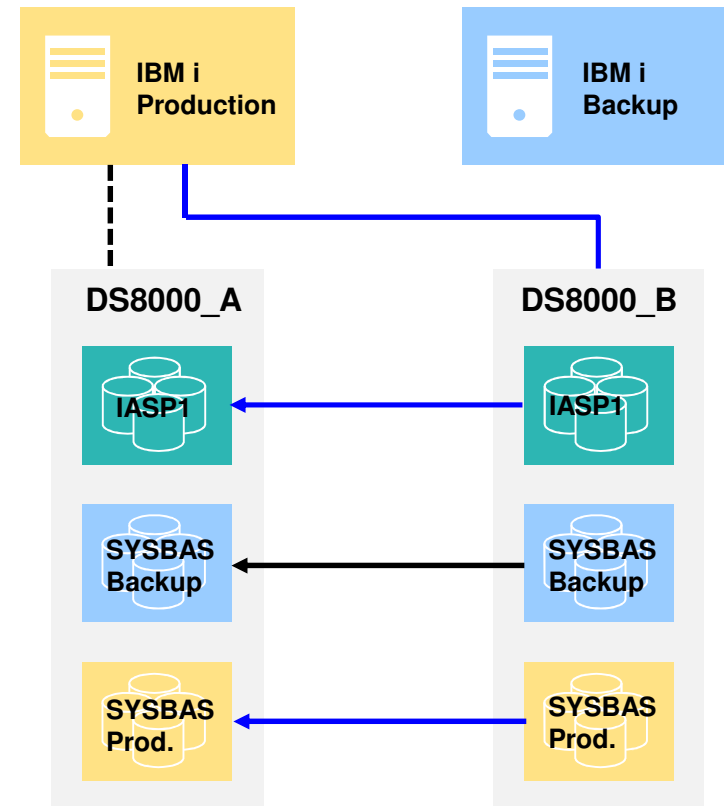 IBM i
Production
IBM i
Backup
DS8000_A
DS8000_B
IASP1
IASP1
SYSBAS
Backup
SYSBAS
Backup
SYSBAS
Prod.
SYSBAS
Prod.